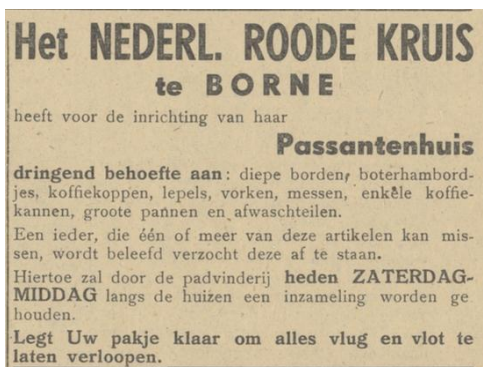 Het NEDERL. ROODE KRUIS
te BORNE
heeft voor de inrichting van haar
Passantenhuis
dringend behoefte aan: diepe borden, boterhambord-
jes, koffiekoppen, lepels, vorken, messen, enkele koffie-
kannen, groote pannen en afwaschteilen.
Een ieder, die één of meer van deze artikelen kan mis-
sen, wordt beleefd verzocht deze af te staan.
Hiertoe zal door de padvinderij heden ZATERDAG-
MIDDAG langs de huizen een inzameling worden ge
houden.
Legt Uw pakje klaar om alles vlug en vlot te
laten verloopen.